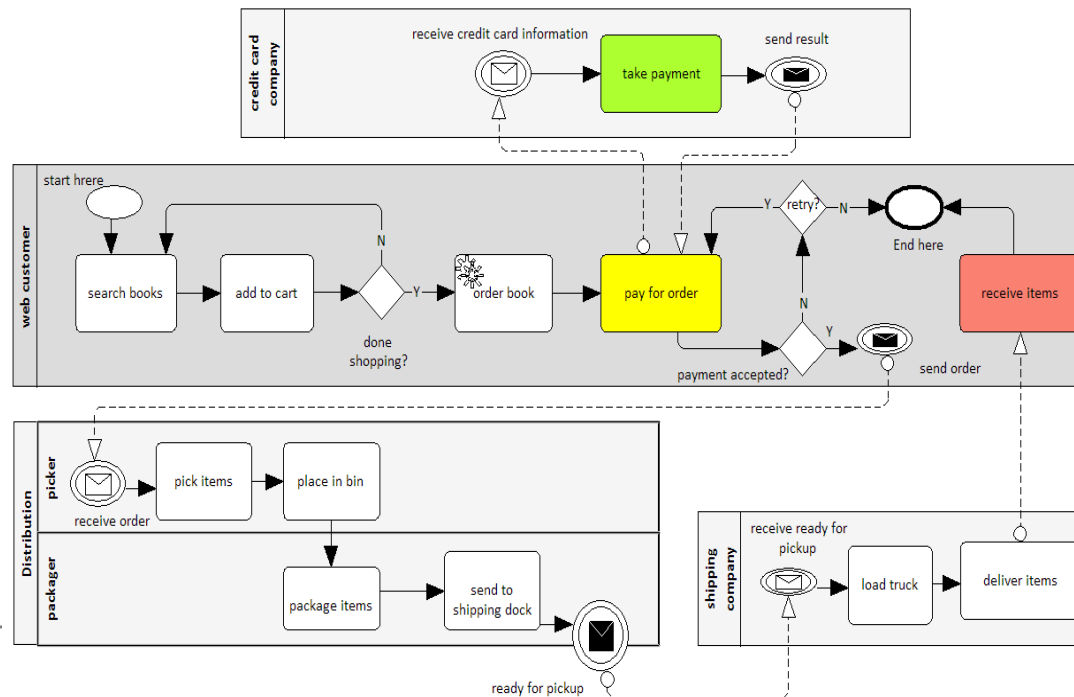 credit card
company
receive credit card information
take payment
send result
web customer
start hrere
search books
add to cart
N
Y
done
shopping?
order book
pay for order
Y
retry?
N
N
payment accepted?
Y
send order
End here
receive items
Distribution
picker
receive order
pick items
place in bin
packager
package items
send to
shipping dock
ready for pickup
shipping
company
receive ready for
pickup
load truck
deliver items